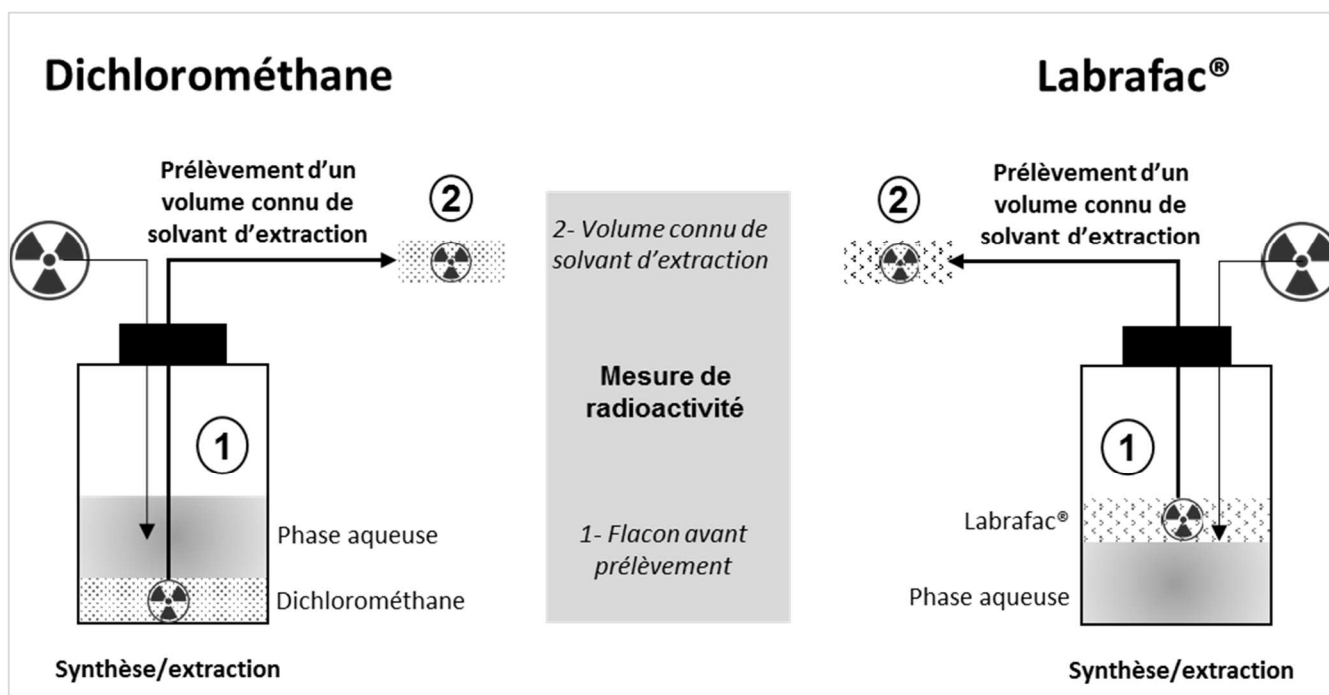 Dichlorométhane
Prélèvement d'un
volume connu de
solvant d'extraction
2
1
Phase aqueuse
Dichlorométhane
Synthèse/extraction
2- Volume connu de
solvant d'extraction
Mesure de
radioactivité
1- Flacon avant
prélèvement
Labrafac®
Prélèvement d'un
volume connu de
solvant d'extraction
2
1
Labrafac®
Phase aqueuse
Synthèse/extraction